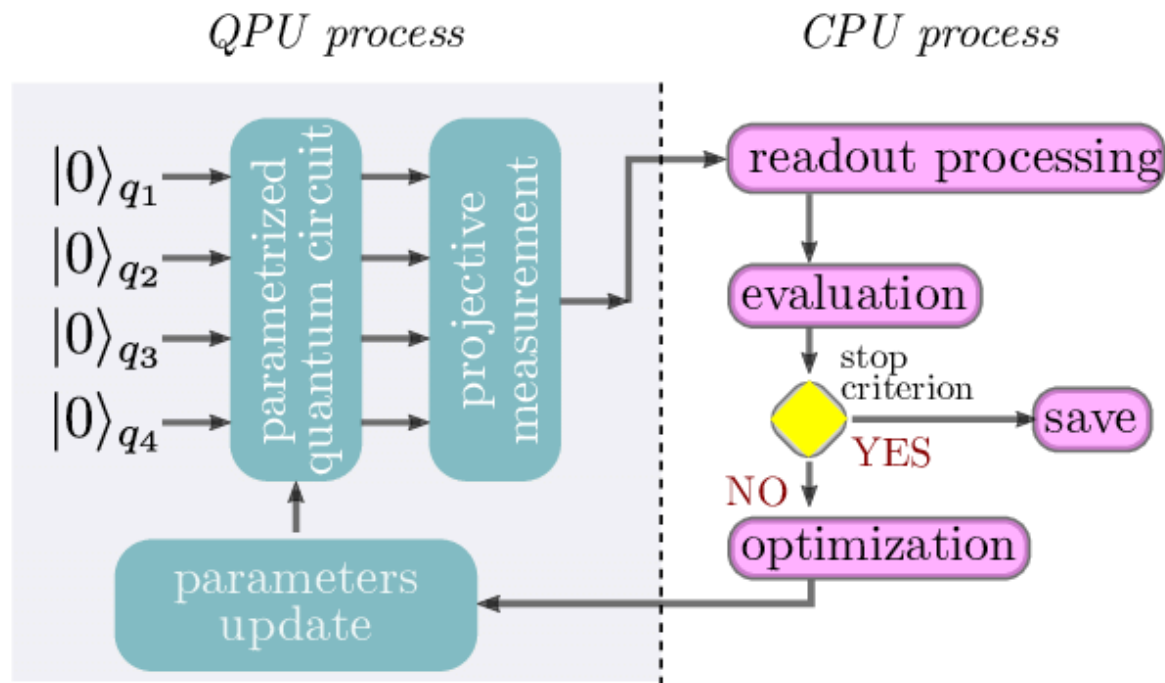 QPU process
CPU process
|0⟩q1
|0⟩q2
|0⟩q3
|0⟩q4
parametrized
quantum circuit
projective
measurement
parameters
update
readout processing
evaluation
stop
criterion
YES
save
NO
optimization